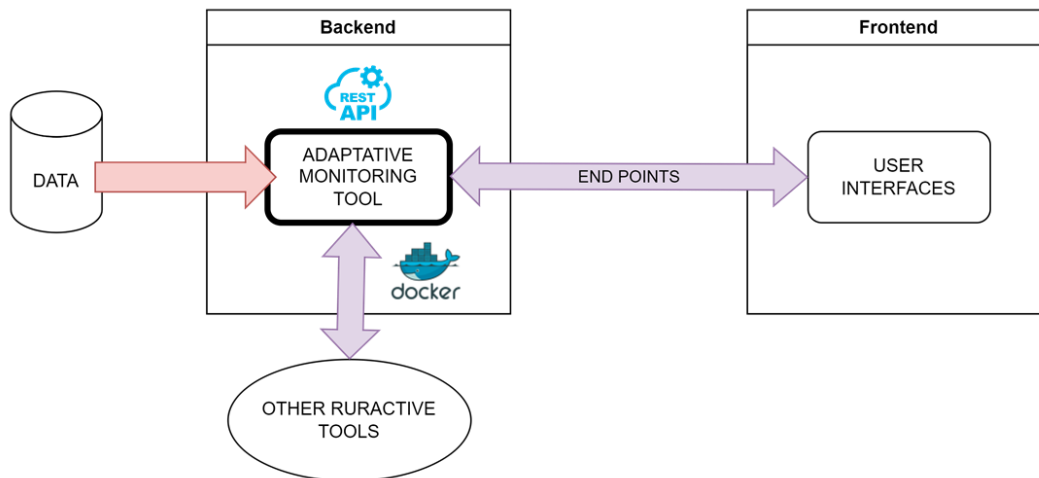 Backend
Frontend
REST
API
DATA
ADAPTATIVE
MONITORING
TOOL
END POINTS
USER
INTERFACES
docker
OTHER RURACTIVE
TOOLS